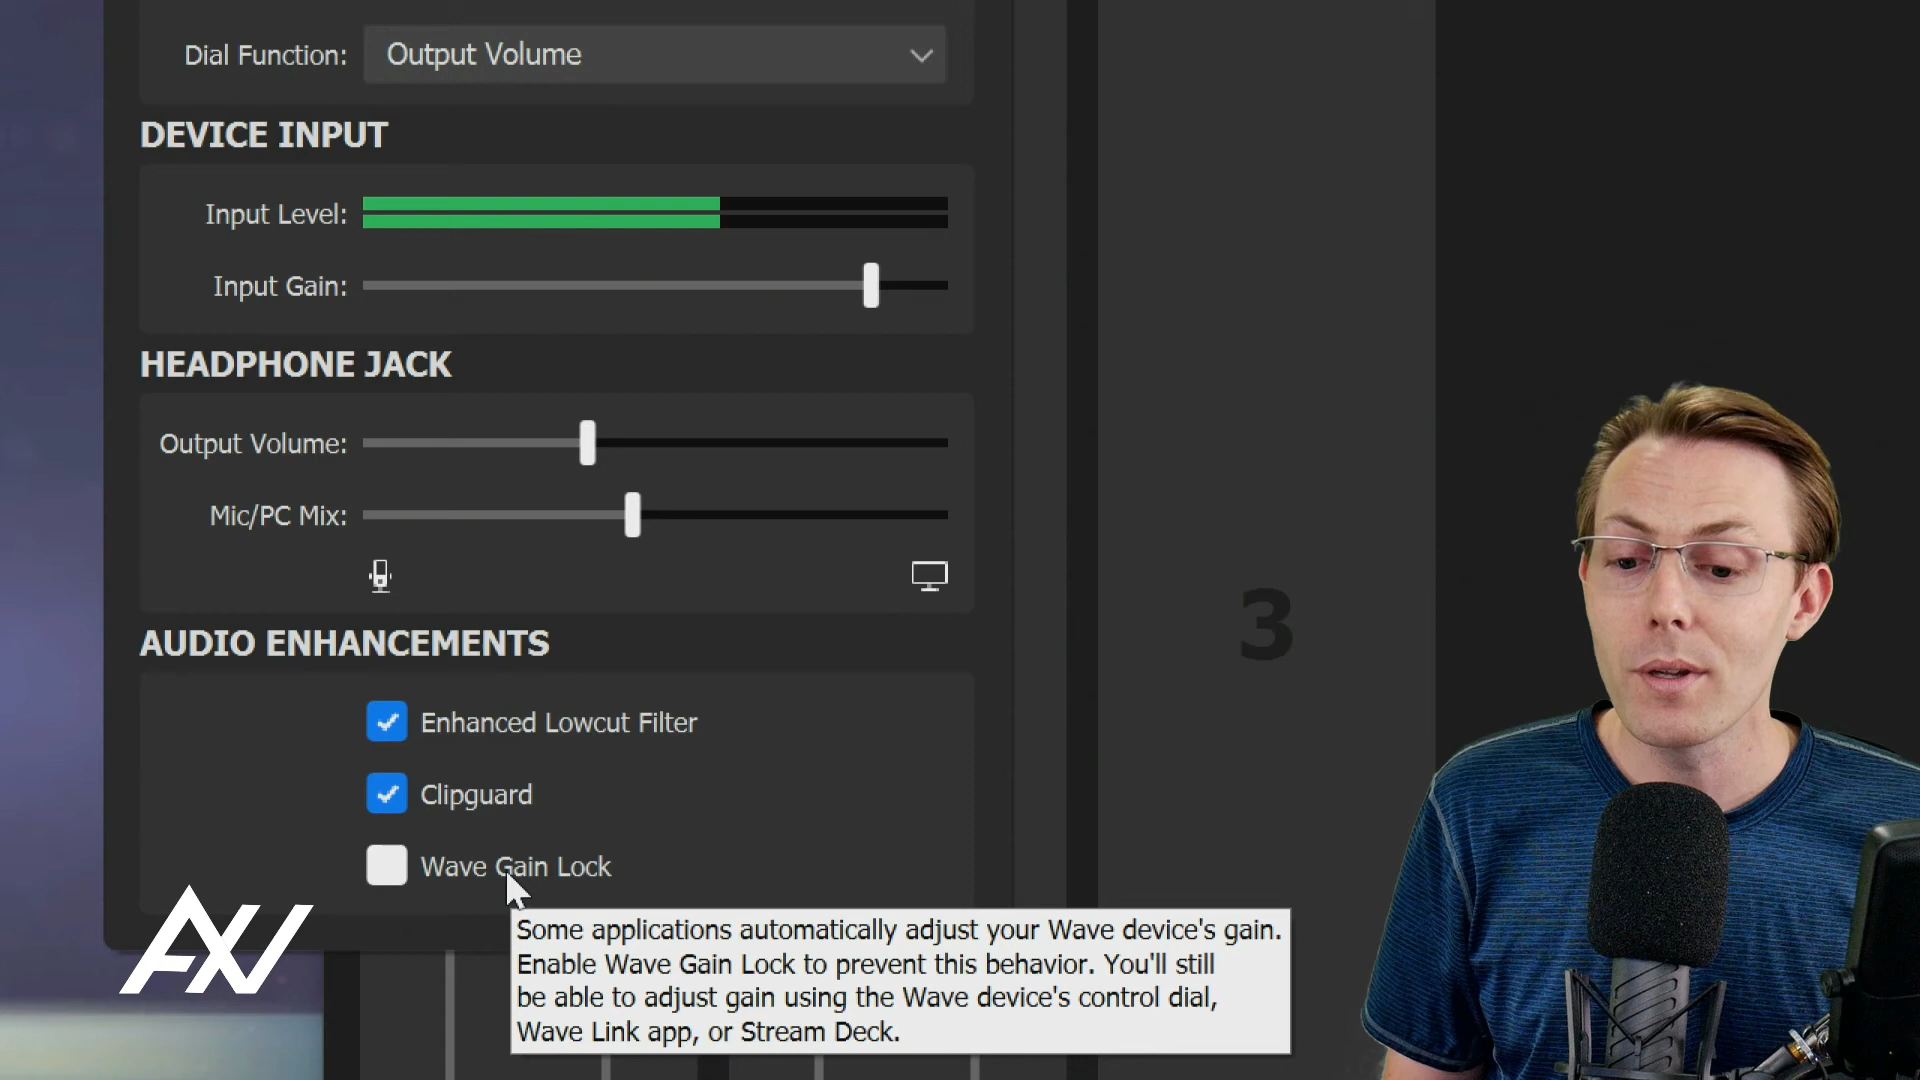 Dial Function: Output Volume
DEVICE INPUT
Input Level:
Input Gain:
HEADPHONE JACK
Output Volume:
Mic/PC Mix:
AUDIO ENHANCEMENTS
Enhanced Lowcut Filter
Clipguard
Wave Gain Lock
Some applications automatically adjust your Wave device's gain.
Enable Wave Gain Lock to prevent this behavior. You'll still
be able to adjust gain using the Wave device's control dial,
Wave Link app, or Stream Deck.
3